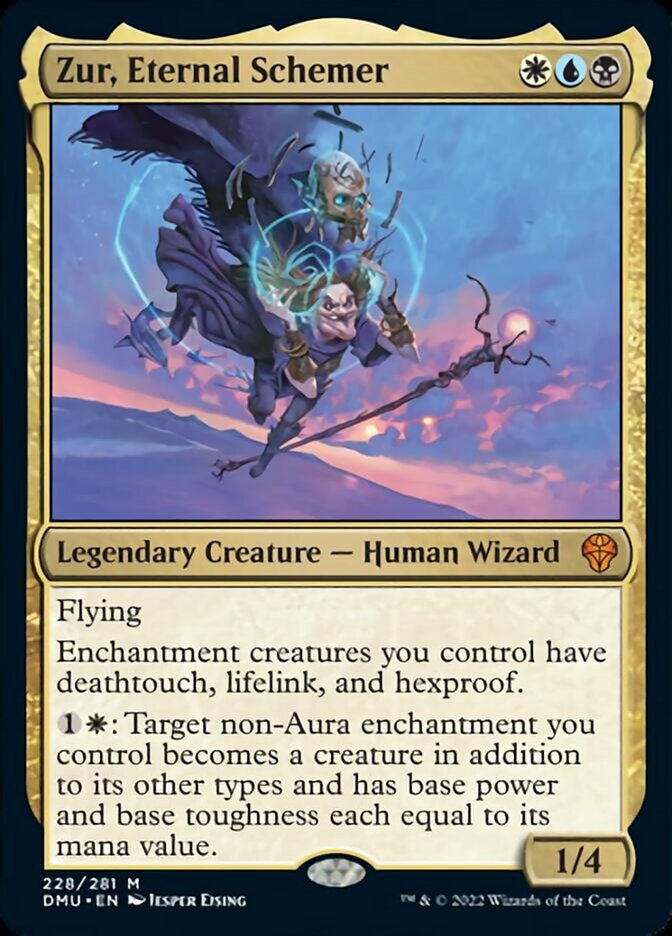 Zur, Eternal Schemer
Legendary Creature — Human Wizard
Flying
Enchantment creatures you control have
deathtouch, lifelink, and hexproof.
1: Target non-Aura enchantment you
control becomes a creature in addition
to its other types and has base power
and base toughness each equal to its
mana value.
1/4
228/281 M
DMU • EN Jesper Ejsing
™ & © 2022 Wizards of the Coast